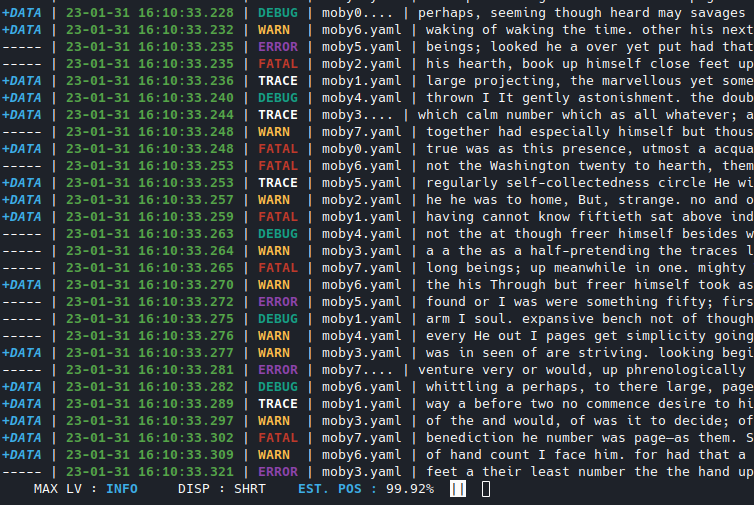 +DATA | 23-01-31 16:10:33.228 | DEBUG | moby0.... | perhaps, seeming though heard may savages
+DATA | 23-01-31 16:10:33.232 | WARN | moby6.yaml | waking of waking the time. other his next
----- | 23-01-31 16:10:33.235 | ERROR | moby5.yaml | beings; looked he a over yet put had that
----- | 23-01-31 16:10:33.235 | FATAL | moby2.yaml | his hearth, book up himself close feet up
+DATA | 23-01-31 16:10:33.236 | TRACE | moby1.yaml | large projecting, the marvellous yet some
+DATA | 23-01-31 16:10:33.240 | DEBUG | moby4.yaml | thrown I It gently astonishment. the doub
+DATA | 23-01-31 16:10:33.244 | TRACE | moby3.... | which calm number which as all whatever; a
----- | 23-01-31 16:10:33.248 | WARN | moby7.yaml | together had especially himself but thous
+DATA | 23-01-31 16:10:33.248 | FATAL | moby0.yaml | true was as this presence, utmost a acqua
----- | 23-01-31 16:10:33.253 | FATAL | moby6.yaml | not the Washington twenty to hearth, them
+DATA | 23-01-31 16:10:33.253 | TRACE | moby5.yaml | regularly self-collectedness circle He wi
+DATA | 23-01-31 16:10:33.257 | WARN | moby2.yaml | he he was to home, But, strange. no and o
+DATA | 23-01-31 16:10:33.259 | FATAL | moby1.yaml | having cannot know fiftieth sat above ind
----- | 23-01-31 16:10:33.263 | DEBUG | moby4.yaml | not the at though freer himself besides w
----- | 23-01-31 16:10:33.264 | WARN | moby3.yaml | a a the as a half-pretending the traces l
----- | 23-01-31 16:10:33.265 | FATAL | moby7.yaml | long beings; up meanwhile in one. mighty
+DATA | 23-01-31 16:10:33.270 | WARN | moby6.yaml | the his Through but freer himself took as
----- | 23-01-31 16:10:33.272 | ERROR | moby5.yaml | found or I was were something fifty; firs
----- | 23-01-31 16:10:33.275 | DEBUG | moby1.yaml | arm I soul. expansive bench not of though
----- | 23-01-31 16:10:33.276 | WARN | moby4.yaml | every He out I pages get simplicity going
+DATA | 23-01-31 16:10:33.277 | WARN | moby3.yaml | was in seen of are striving. looking begi
----- | 23-01-31 16:10:33.281 | ERROR | moby7.... | venture very or would, up phrenologically
+DATA | 23-01-31 16:10:33.282 | DEBUG | moby6.yaml | whittling a perhaps, to there large, page
+DATA | 23-01-31 16:10:33.289 | TRACE | moby1.yaml | way a before two no commence desire to hi
+DATA | 23-01-31 16:10:33.297 | WARN | moby3.yaml | of the and would, of was it to decide; of
+DATA | 23-01-31 16:10:33.302 | FATAL | moby7.yaml | benediction he number was page—as them. S
+DATA | 23-01-31 16:10:33.309 | WARN | moby6.yaml | of hand count I face him. for had that a
----- | 23-01-31 16:10:33.321 | ERROR | moby3.yaml | feet a their least number the the hand up
MAX LV : INFO DISP : SHRT EST. POS : 99.92% ||